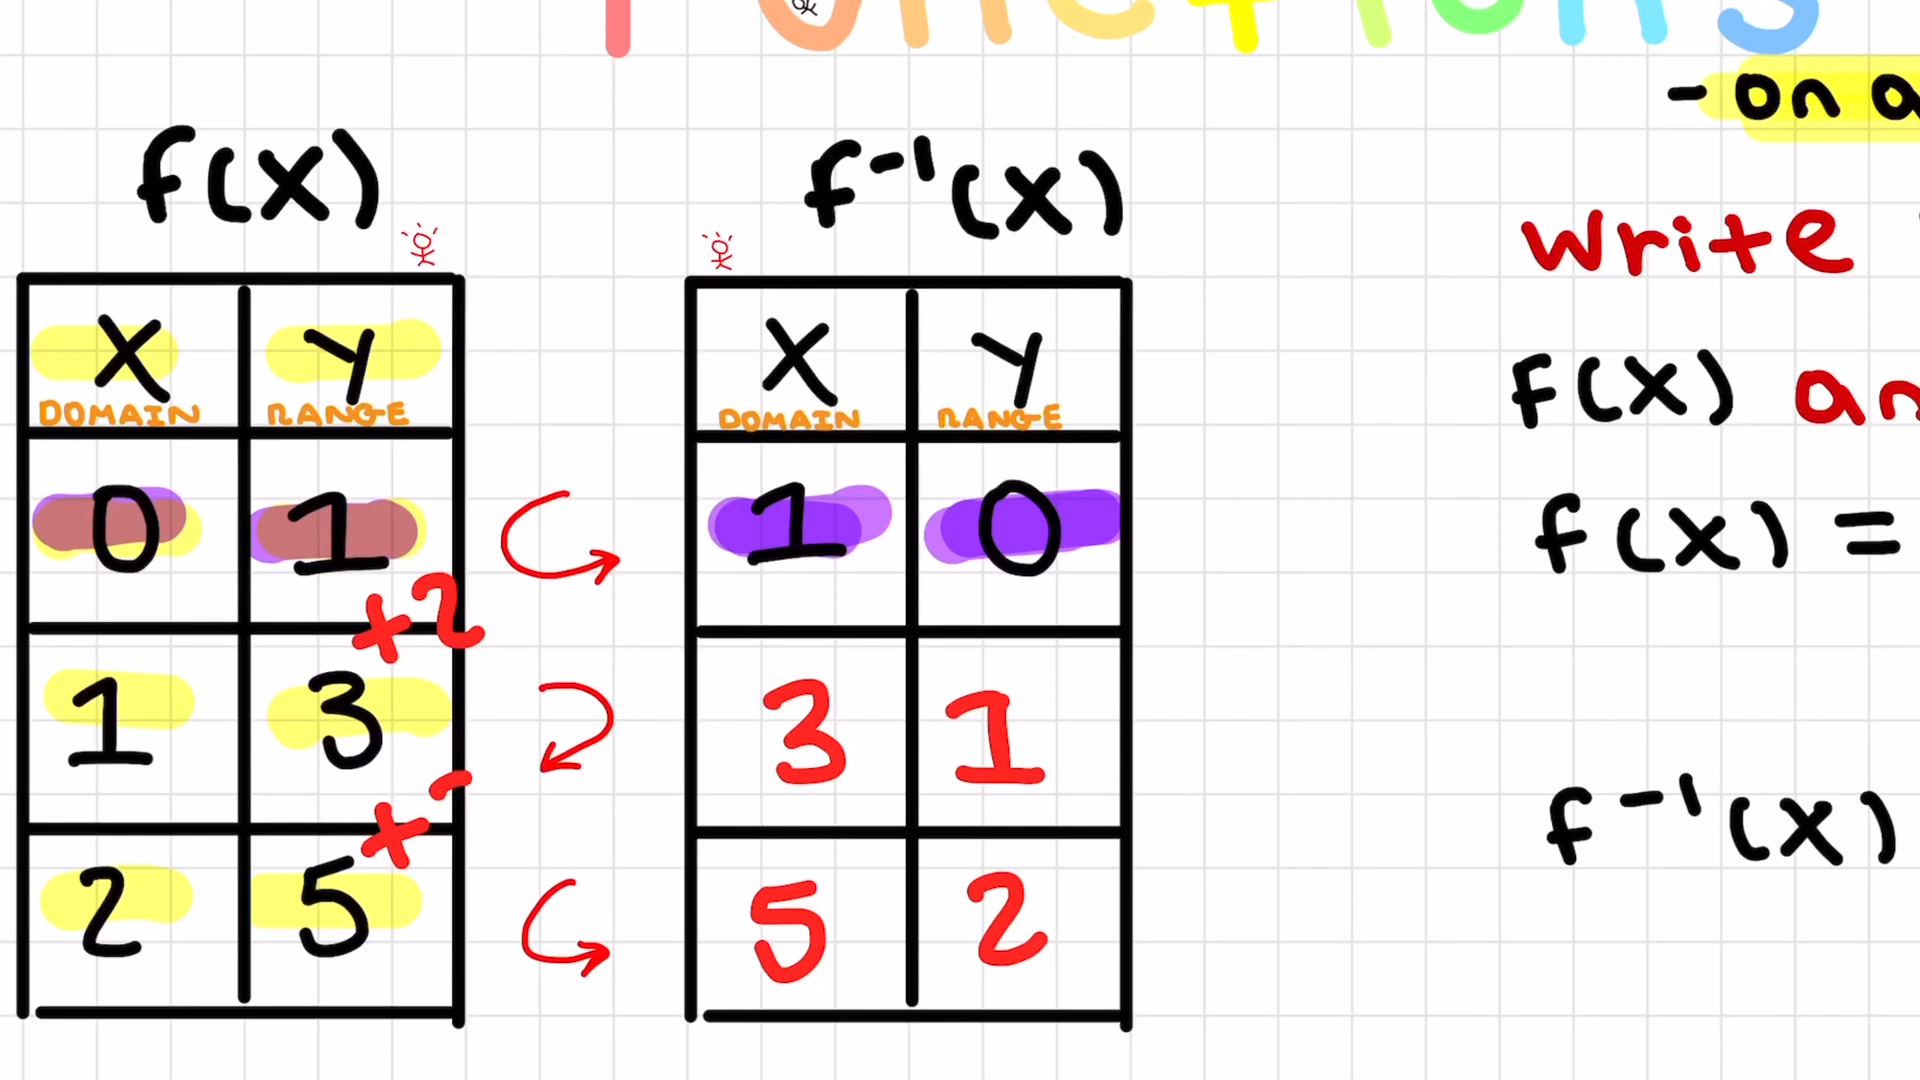 f(x)
f⁻¹(x)
- on a
write
f(x) an
f(x) =
f⁻¹(x)
X Y
DOMAIN RANGE
0 1
+2
1 3
+
2 5
X Y
DOMAIN RANGE
1 0
3 1
5 2